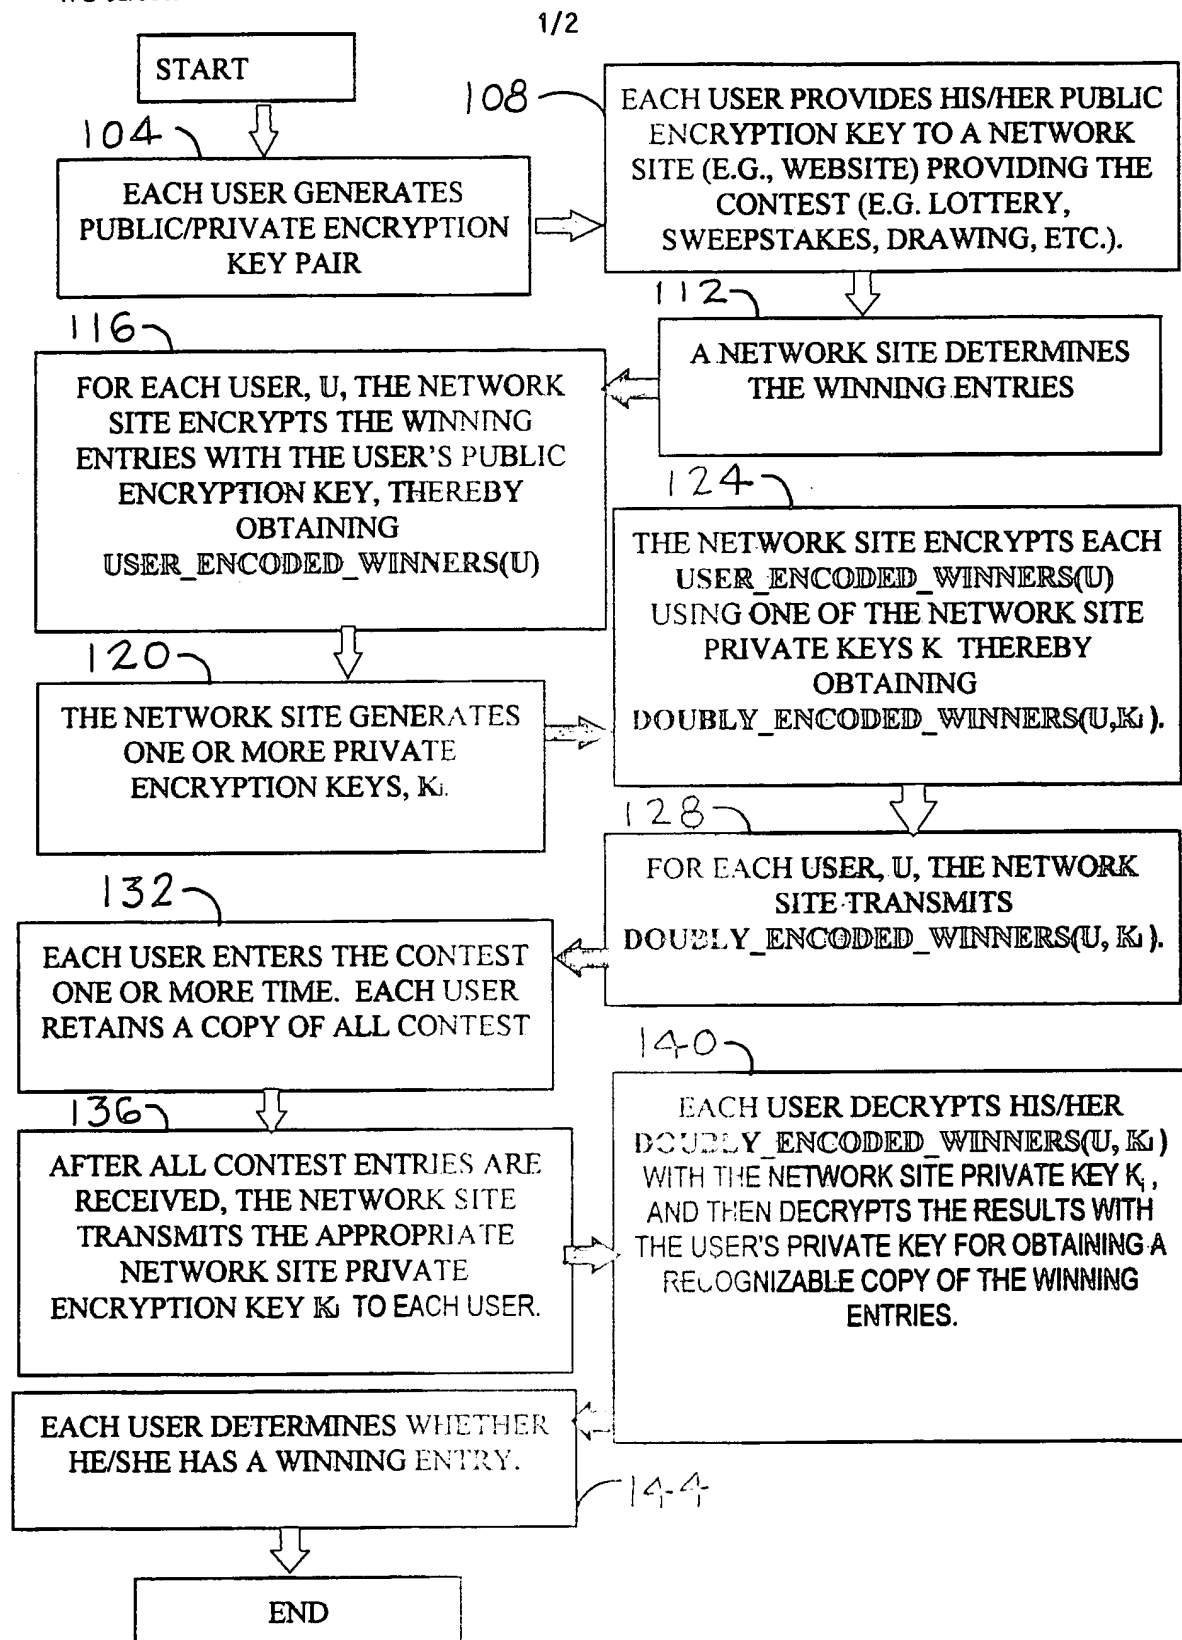 1/2
START
104
EACH USER GENERATES
PUBLIC/PRIVATE ENCRYPTION
KEY PAIR
108
EACH USER PROVIDES HIS/HER PUBLIC
ENCRYPTION KEY TO A NETWORK
SITE (E.G., WEBSITE) PROVIDING THE
CONTEST (E.G. LOTTERY,
SWEEPSTAKES, DRAWING, ETC.).
112
A NETWORK SITE DETERMINES
THE WINNING ENTRIES
116
FOR EACH USER, U, THE NETWORK
SITE ENCRYPTS THE WINNING
ENTRIES WITH THE USER'S PUBLIC
ENCRYPTION KEY, THEREBY
OBTAINING
USER_ENCODED_WINNERS(U)
120
THE NETWORK SITE GENERATES
ONE OR MORE PRIVATE
ENCRYPTION KEYS, Ki.
124
THE NETWORK SITE ENCRYPTS EACH
USER_ENCODED_WINNERS(U)
USING ONE OF THE NETWORK SITE
PRIVATE KEYS K THEREBY
OBTAINING
DOUBLY_ENCODED_WINNERS(U,Ki).
128
FOR EACH USER, U, THE NETWORK
SITE TRANSMITS
DOUBLY_ENCODED_WINNERS(U, Ki).
132
EACH USER ENTERS THE CONTEST
ONE OR MORE TIME. EACH USER
RETAINS A COPY OF ALL CONTEST
136
AFTER ALL CONTEST ENTRIES ARE
RECEIVED, THE NETWORK SITE
TRANSMITS THE APPROPRIATE
NETWORK SITE PRIVATE
ENCRYPTION KEY Ki TO EACH USER.
140
EACH USER DECRYPTS HIS/HER
DOUBLY_ENCODED_WINNERS(U, Ki)
WITH THE NETWORK SITE PRIVATE KEY Ki,
AND THEN DECRYPTS THE RESULTS WITH
THE USER'S PRIVATE KEY FOR OBTAINING A
RECOGNIZABLE COPY OF THE WINNING
ENTRIES.
144
EACH USER DETERMINES WHETHER
HE/SHE HAS A WINNING ENTRY.
END